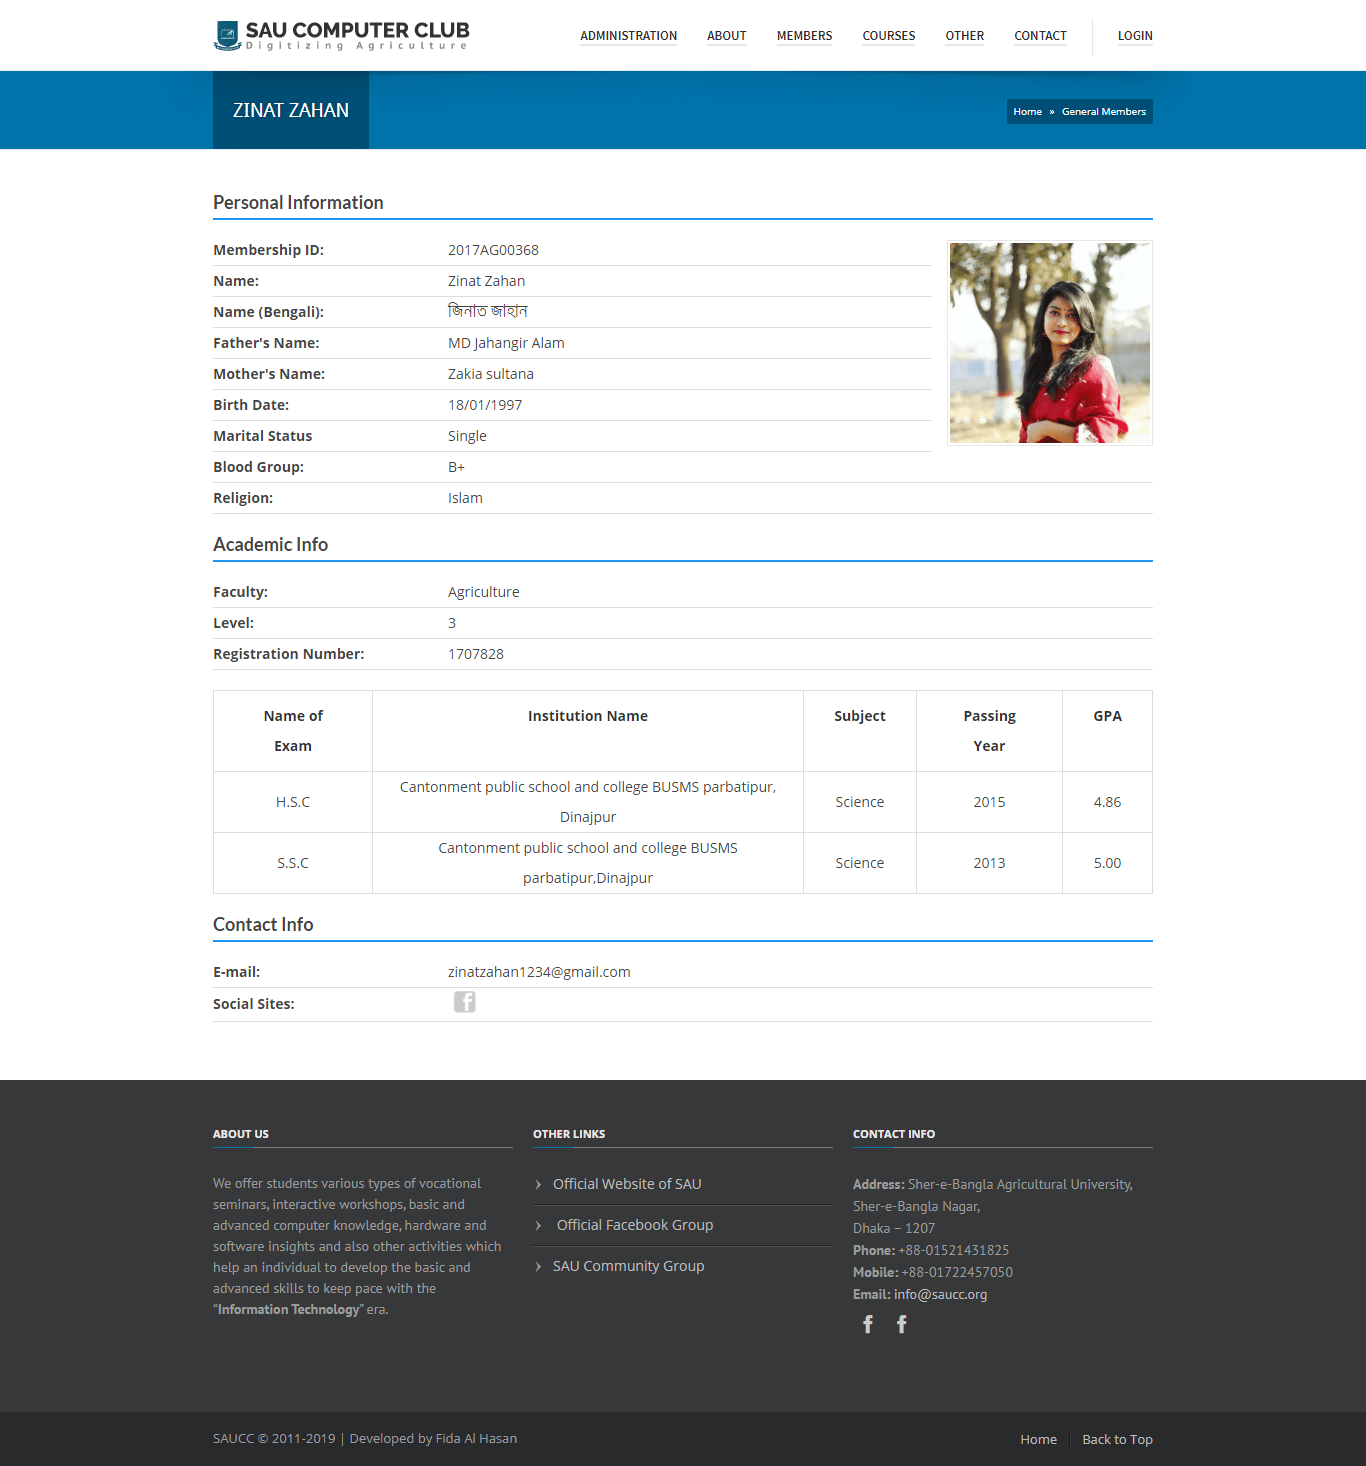 SAU COMPUTER CLUB
Digitizing Agriculture
ADMINISTRATION ABOUT MEMBERS COURSES OTHER CONTACT LOGIN
ZINAT ZAHAN
Home » General Members
Personal Information
Membership ID: 2017AG00368
Name: Zinat Zahan
Name (Bengali): জিনাত জাহান
Father's Name: MD Jahangir Alam
Mother's Name: Zakia sultana
Birth Date: 18/01/1997
Marital Status Single
Blood Group: B+
Religion: Islam
Academic Info
Faculty: Agriculture
Level: 3
Registration Number: 1707828
Name of Exam Institution Name Subject Passing Year GPA
H.S.C Cantonment public school and college BUSMS parbatipur, Dinajpur Science 2015 4.86
S.S.C Cantonment public school and college BUSMS parbatipur,Dinajpur Science 2013 5.00
Contact Info
E-mail: zinatzahan1234@gmail.com
Social Sites:
ABOUT US
We offer students various types of vocational
seminars, interactive workshops, basic and
advanced computer knowledge, hardware and
software insights and also other activities which
help an individual to develop the basic and
advanced skills to keep pace with the
“Information Technology” era.
OTHER LINKS
Official Website of SAU
Official Facebook Group
SAU Community Group
CONTACT INFO
Address: Sher-e-Bangla Agricultural University,
Sher-e-Bangla Nagar,
Dhaka – 1207
Phone: +88-01521431825
Mobile: +88-01722457050
Email: info@saucc.org
SAUCC © 2011-2019 | Developed by Fida Al Hasan
Home Back to Top